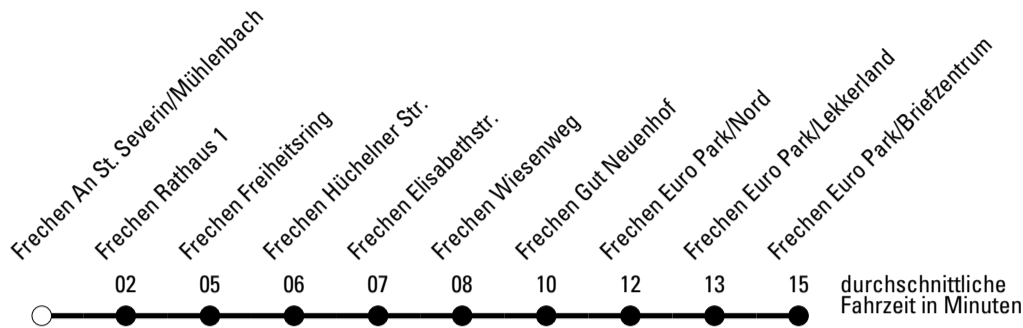 Frechen An St. Severin/Mühlenbach
Frechen Rathaus 1
Frechen Freiheitsring
Frechen Hüchelner Str.
Frechen Elisabethstr.
Frechen Wiesenweg
Frechen Gut Neuenhof
Frechen Euro Park/Nord
Frechen Euro Park/Lekkerland
Frechen Euro Park/Briefzentrum
02 05 06 07 08 10 12 13 15
durchschnittliche
Fahrzeit in Minuten